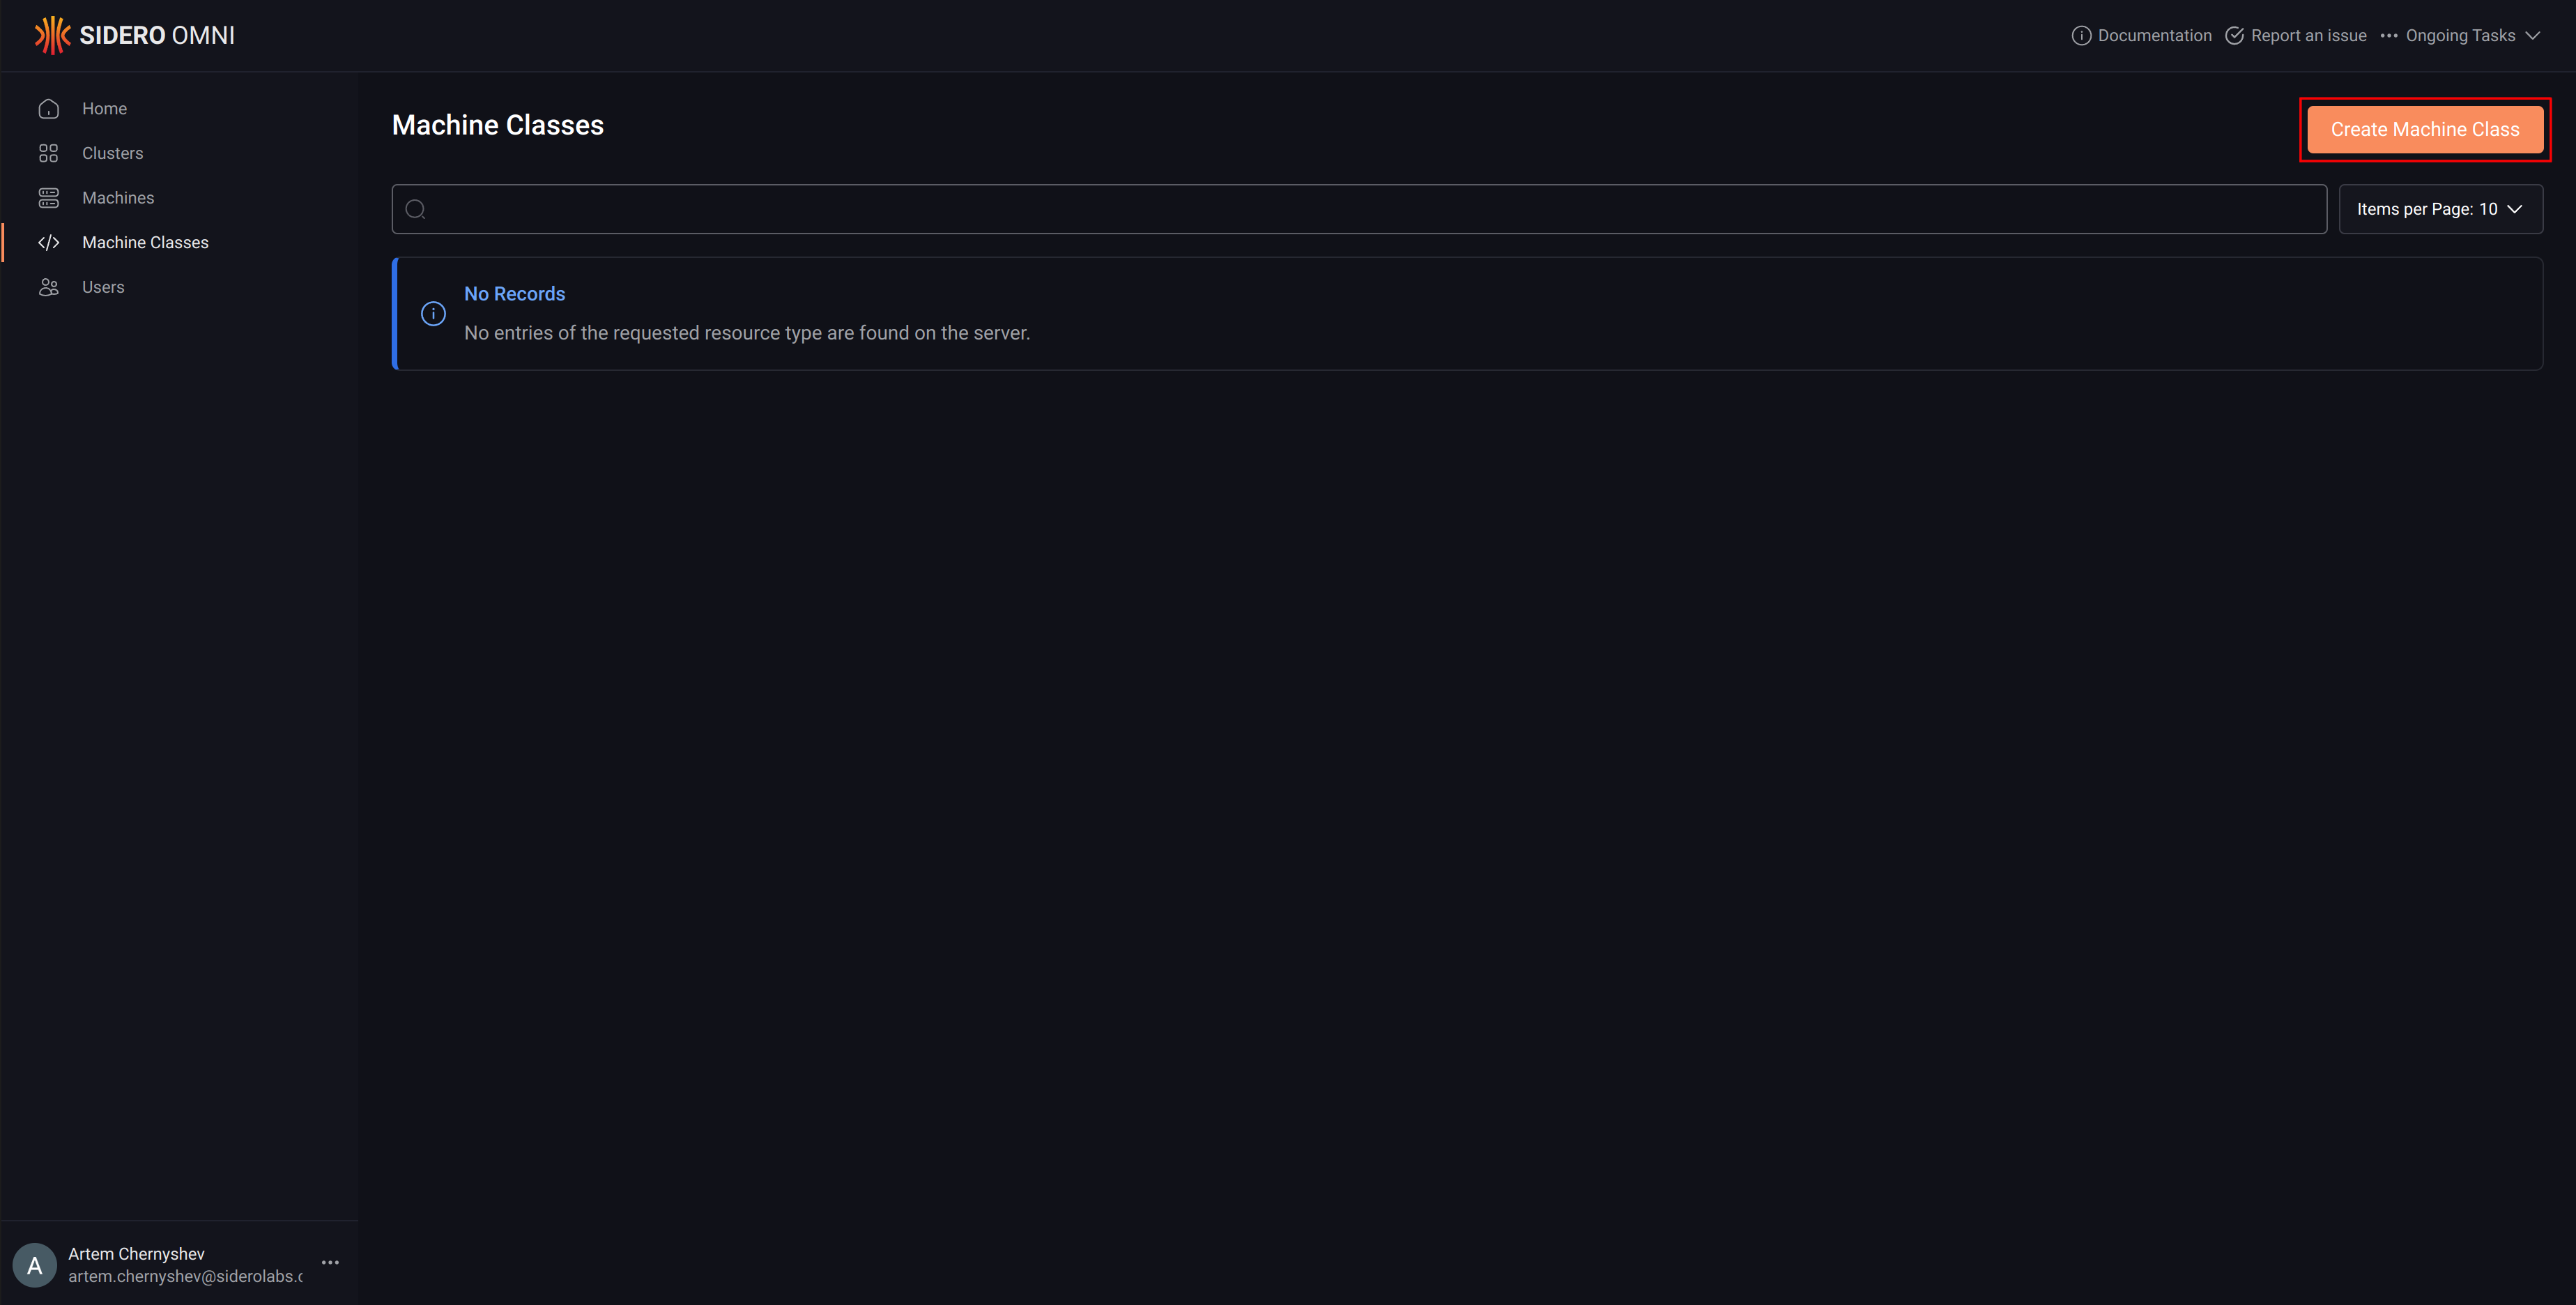 SIDERO OMNI
Documentation
Report an issue
Ongoing Tasks
Home
Clusters
Machines
Machine Classes
Users
Machine Classes
Create Machine Class
Items per Page: 10
No Records
No entries of the requested resource type are found on the server.
A
Artem Chernyshev
artem.chernyshev@siderolabs.c